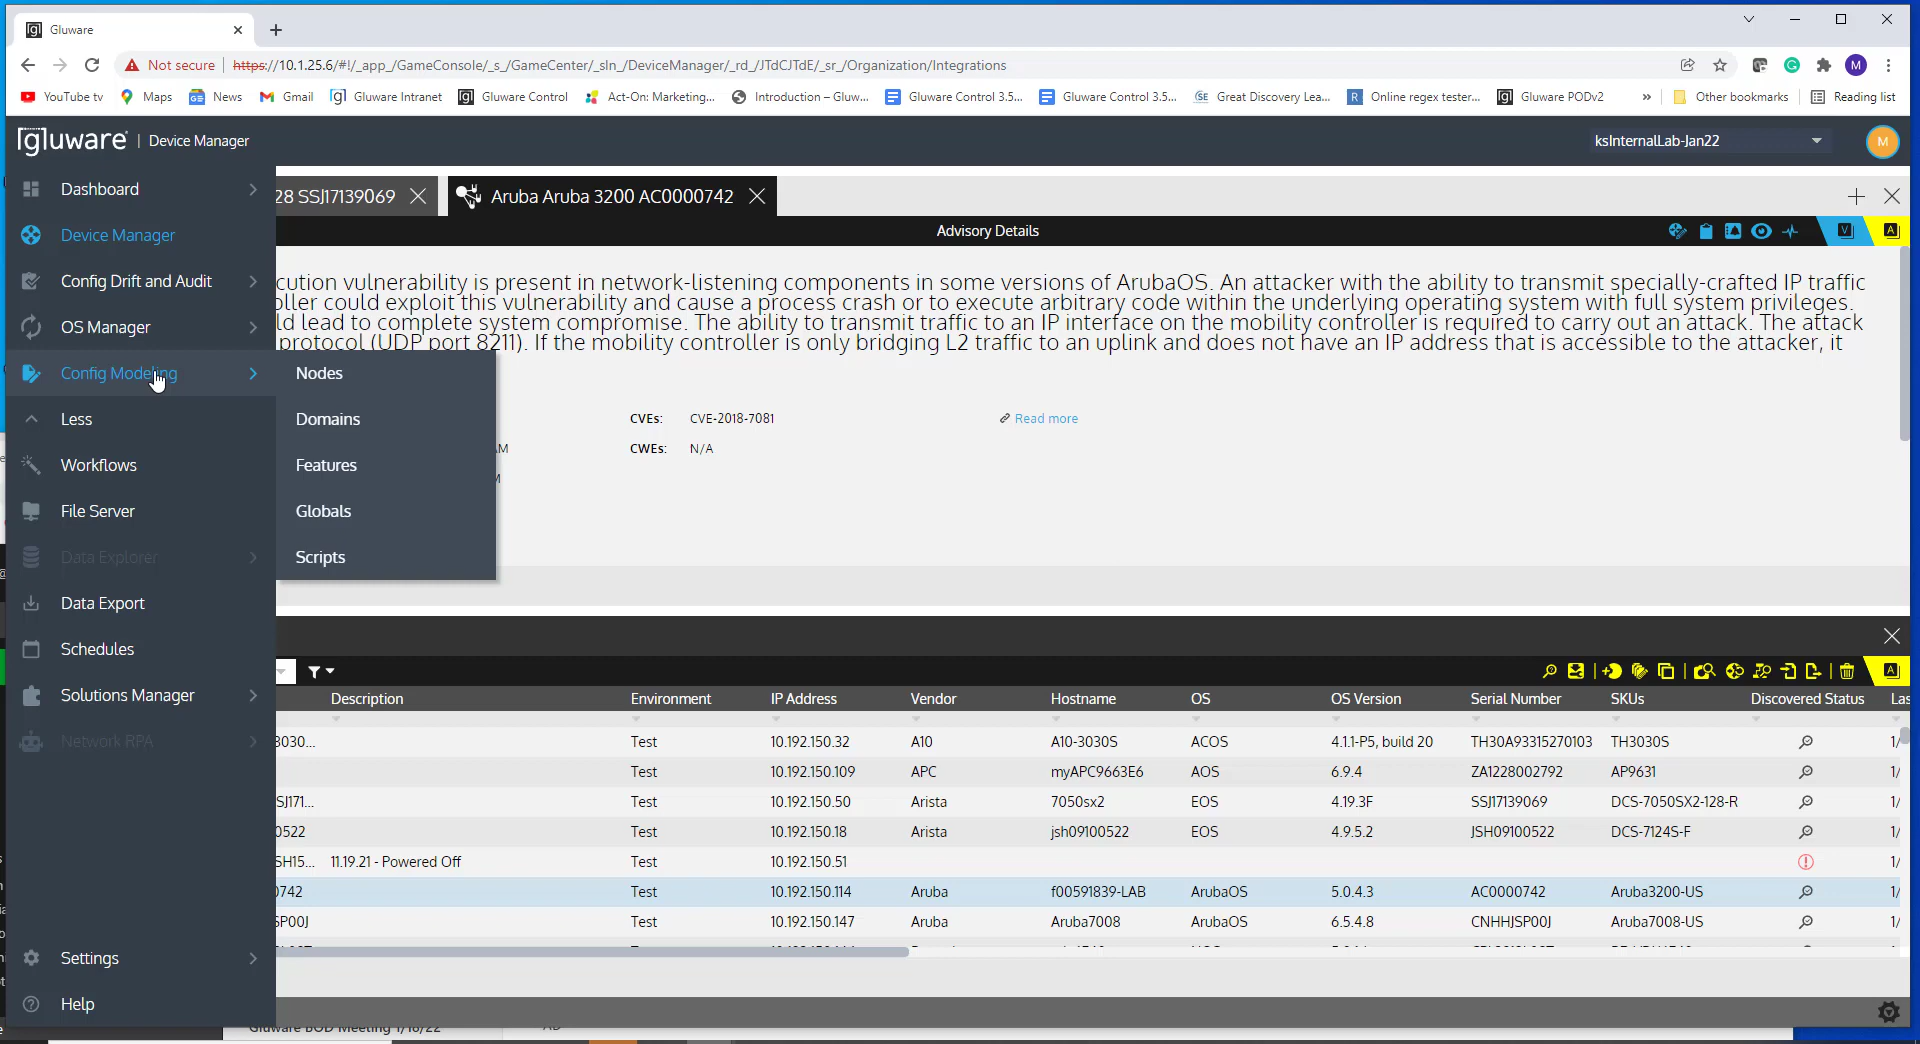 Gluware
Not secure https://10.1.25.6/#!/_app_/GameConsole/_s_/GameCenter/_sln_/DeviceManager/_rd_/JTdCJTdE/_sr_/Organization/Integrations
M
YouTube tv Maps News Gmail Gluware Intranet Gluware Control Act-On: Marketing... Introduction – Gluw... Gluware Control 3.5... Gluware Control 3.5... Great Discovery Lea... Online regex tester... Gluware PODv2 » Other bookmarks Reading list
gluware | Device Manager ksInternalLab-Jan22 M
Dashboard
28 SSJ17139069 Aruba Aruba 3200 AC0000742
Device Manager
Advisory Details V A
Config Drift and Audit
cution vulnerability is present in network-listening components in some versions of ArubaOS. An attacker with the ability to transmit specially-crafted IP traffic
oller could exploit this vulnerability and cause a process crash or to execute arbitrary code within the underlying operating system with full system privileges.
OS Manager
ld lead to complete system compromise. The ability to transmit traffic to an IP interface on the mobility controller is required to carry out an attack. The attack
protocol (UDP port 8211). If the mobility controller is only bridging L2 traffic to an uplink and does not have an IP address that is accessible to the attacker, it
Config Modeling
Nodes
Less
Domains
CVEs: CVE-2018-7081 Read more
CWEs: N/A
Workflows
Features
File Server
Globals
Data Explorer
Scripts
Data Export
Schedules
Solutions Manager
Network RPA
Settings
Help
A
Description Environment IP Address Vendor Hostname OS OS Version Serial Number SKUs Discovered Status Las
3030... Test 10.192.150.32 A10 A10-3030S ACOS 4.1.1-P5, build 20 TH30A93315270103 TH3030S 1/
Test 10.192.150.109 APC myAPC9663E6 AOS 6.9.4 ZA1228002792 AP9631 1/
SJ171... Test 10.192.150.50 Arista 7050sx2 EOS 4.19.3F SSJ17139069 DCS-7050SX2-128-R 1/
0522 Test 10.192.150.18 Arista jsh09100522 EOS 4.9.5.2 JSH09100522 DCS-7124S-F 1/
SH15... 11.19.21 - Powered Off Test 10.192.150.51 1/
0742 Test 10.192.150.114 Aruba f00591839-LAB ArubaOS 5.0.4.3 AC0000742 Aruba3200-US 1/
SP00J Test 10.192.150.147 Aruba Aruba7008 ArubaOS 6.5.4.8 CNHHJSP00J Aruba7008-US 1/
Gluware BOD Meeting 1/18/22